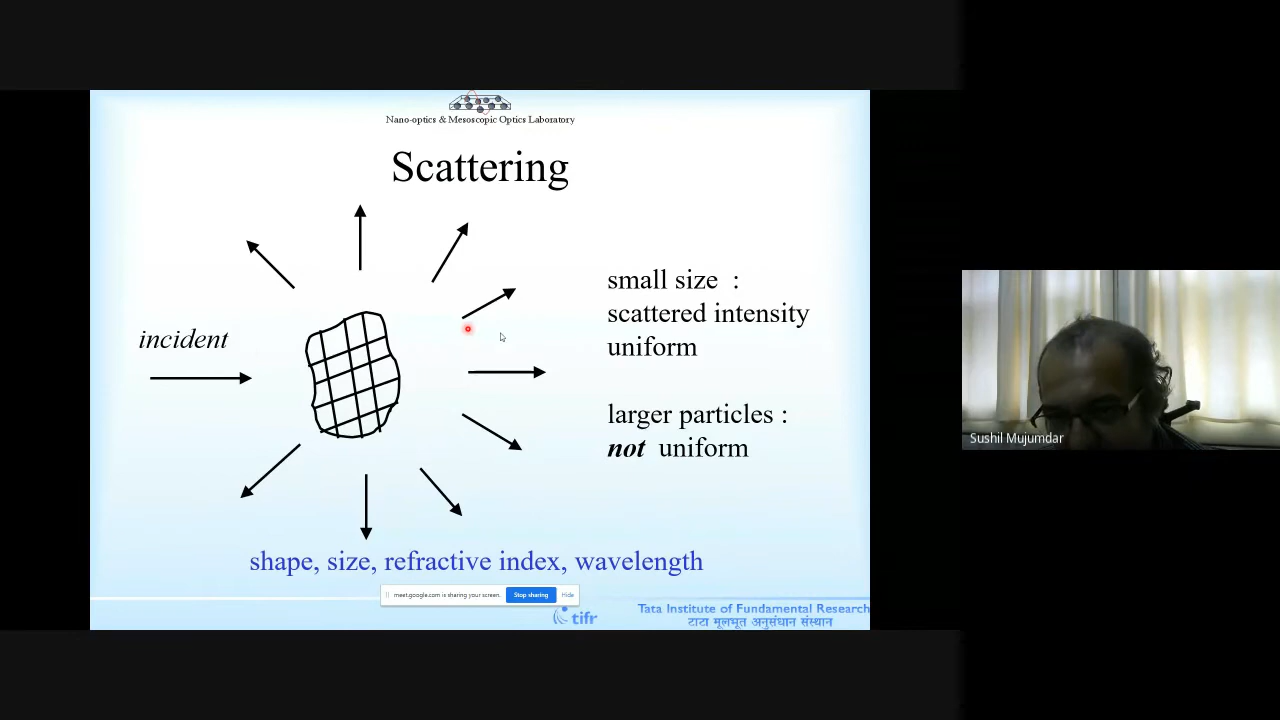 Nano-optics & Mesoscopic Optics Laboratory
Scattering
incident
small size :
scattered intensity
uniform
larger particles :
not uniform
shape, size, refractive index, wavelength
meet.google.com is sharing your screen.
Stop sharing
Hide
tifr
Tata Institute of Fundamental Research
टाटा मूलभूत अनुसंधान संस्थान
Sushil Mujumdar